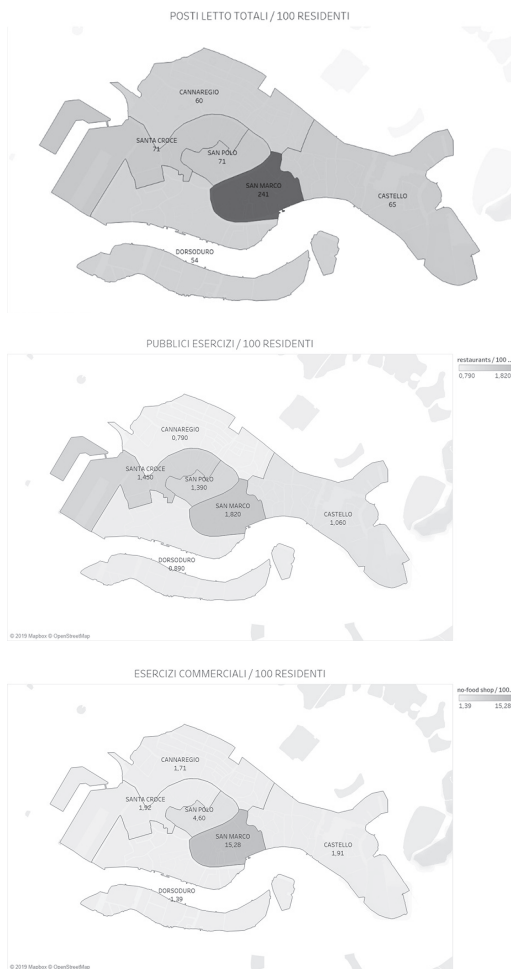 POSTI LETTO TOTALI / 100 RESIDENTI
CANNAREGIO
60
SANTA CROCE
71
SAN POLO
71
SAN MARCO
241
CASTELLO
65
DORSODURO
54
PUBBLICI ESERCIZI / 100 RESIDENTI
restaurants / 100 ..
0,790 1,820
CANNAREGIO
0,790
SANTA CROCE
1,450
SAN POLO
1,390
SAN MARCO
1,820
CASTELLO
1,060
DORSODURO
0,890
© 2019 Mapbox © OpenStreetMap
ESERCIZI COMMERCIALI / 100 RESIDENTI
no-food shop / 100..
1,39 15,28
CANNAREGIO
1,71
SANTA CROCE
1,92
SAN POLO
4,60
SAN MARCO
15,28
CASTELLO
1,91
DORSODURO
1,39
© 2019 Mapbox © OpenStreetMap